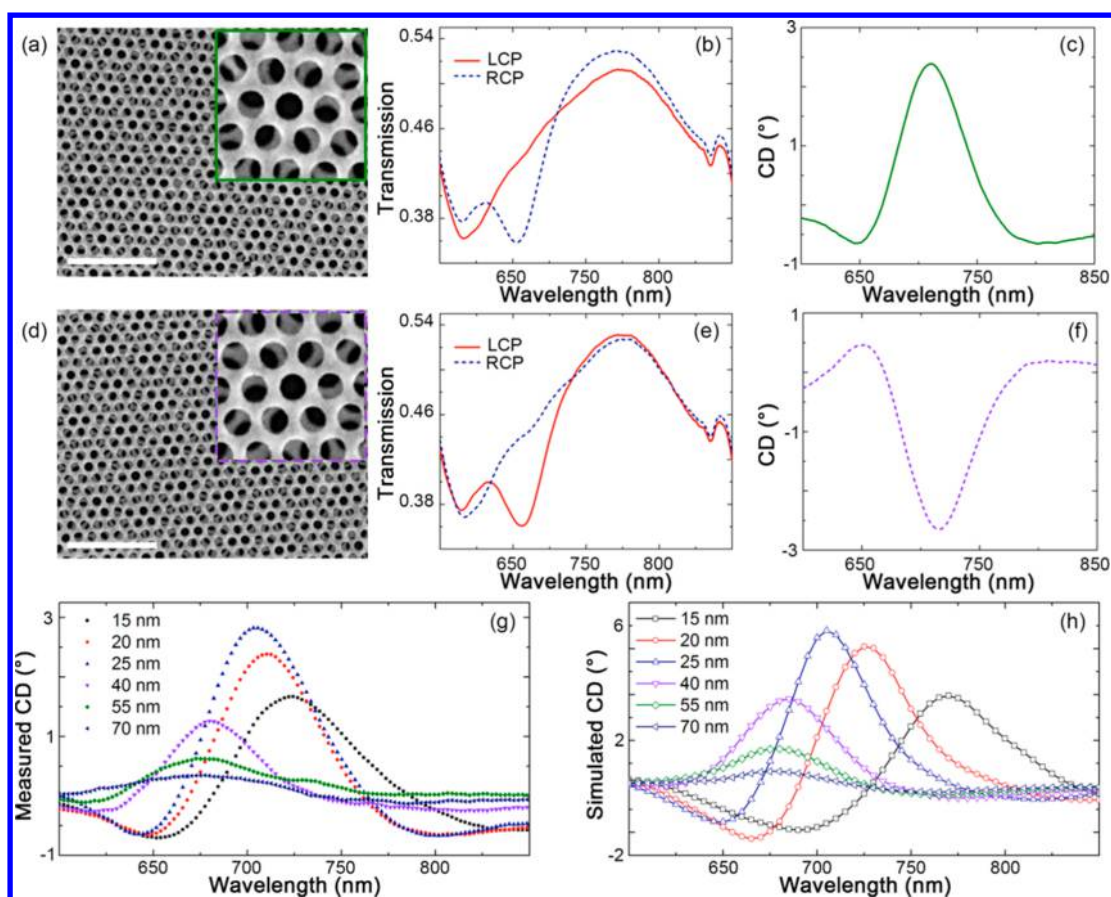 (a)
(b)
0.54
0.46
0.38
LCP
RCP
Transmission
650 750 800
Wavelength (nm)
(c)
3
1
-1
CD (°)
650 750 850
Wavelength (nm)
(d)
(e)
0.54
0.46
0.38
LCP
RCP
Transmission
650 750 800
Wavelength (nm)
(f)
1
-1
-3
CD (°)
650 750 850
Wavelength (nm)
(g)
3
1
-1
15 nm
20 nm
25 nm
40 nm
55 nm
70 nm
Measured CD (°)
650 700 750 800
Wavelength (nm)
(h)
6
2
-2
15 nm
20 nm
25 nm
40 nm
55 nm
70 nm
Simulated CD (°)
650 700 750 800
Wavelength (nm)